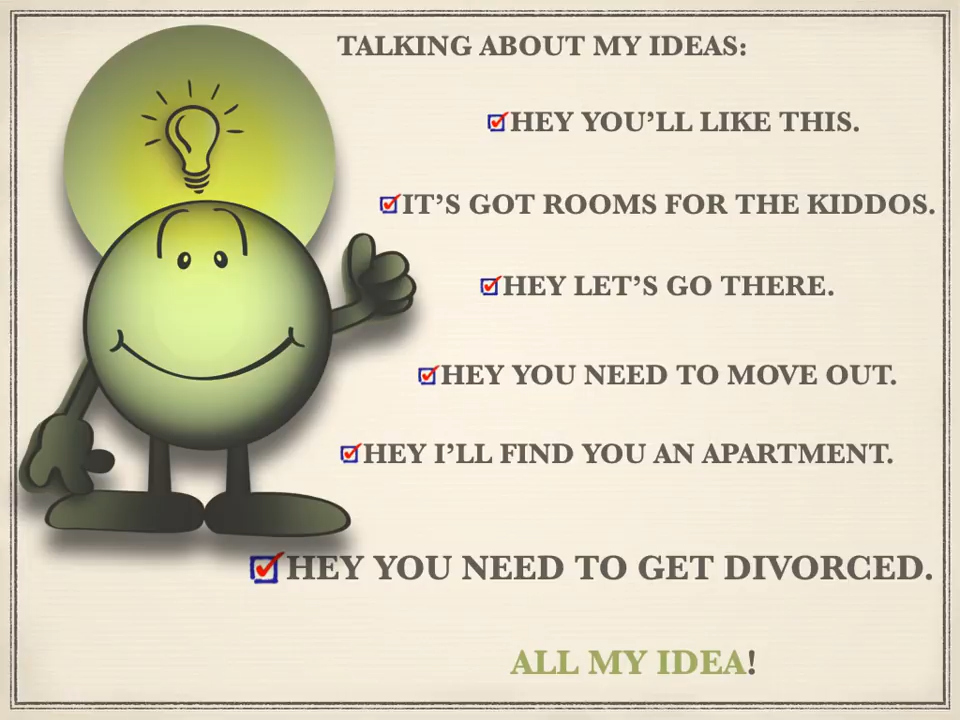 TALKING ABOUT MY IDEAS:
HEY YOU'LL LIKE THIS.
IT'S GOT ROOMS FOR THE KIDDOS.
HEY LET'S GO THERE.
HEY YOU NEED TO MOVE OUT.
HEY I'LL FIND YOU AN APARTMENT.
HEY YOU NEED TO GET DIVORCED.
ALL MY IDEA!